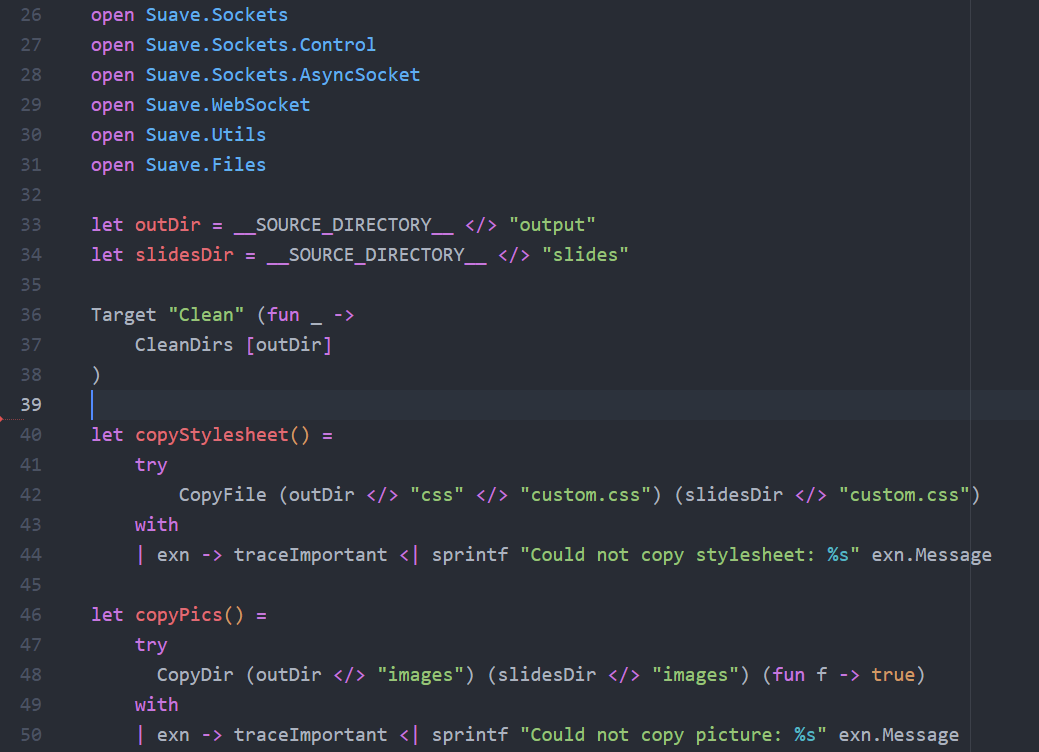 26 open Suave.Sockets
27 open Suave.Sockets.Control
28 open Suave.Sockets.AsyncSocket
29 open Suave.WebSocket
30 open Suave.Utils
31 open Suave.Files
32
33 let outDir = __SOURCE_DIRECTORY__ </> "output"
34 let slidesDir = __SOURCE_DIRECTORY__ </> "slides"
35
36 Target "Clean" (fun _ ->
37     CleanDirs [outDir]
38 )
39
40 let copyStylesheet() =
41     try
42         CopyFile (outDir </> "css" </> "custom.css") (slidesDir </> "custom.css")
43     with
44     | exn -> traceImportant <| sprintf "Could not copy stylesheet: %s" exn.Message
45
46 let copyPics() =
47     try
48       CopyDir (outDir </> "images") (slidesDir </> "images") (fun f -> true)
49     with
50     | exn -> traceImportant <| sprintf "Could not copy picture: %s" exn.Message